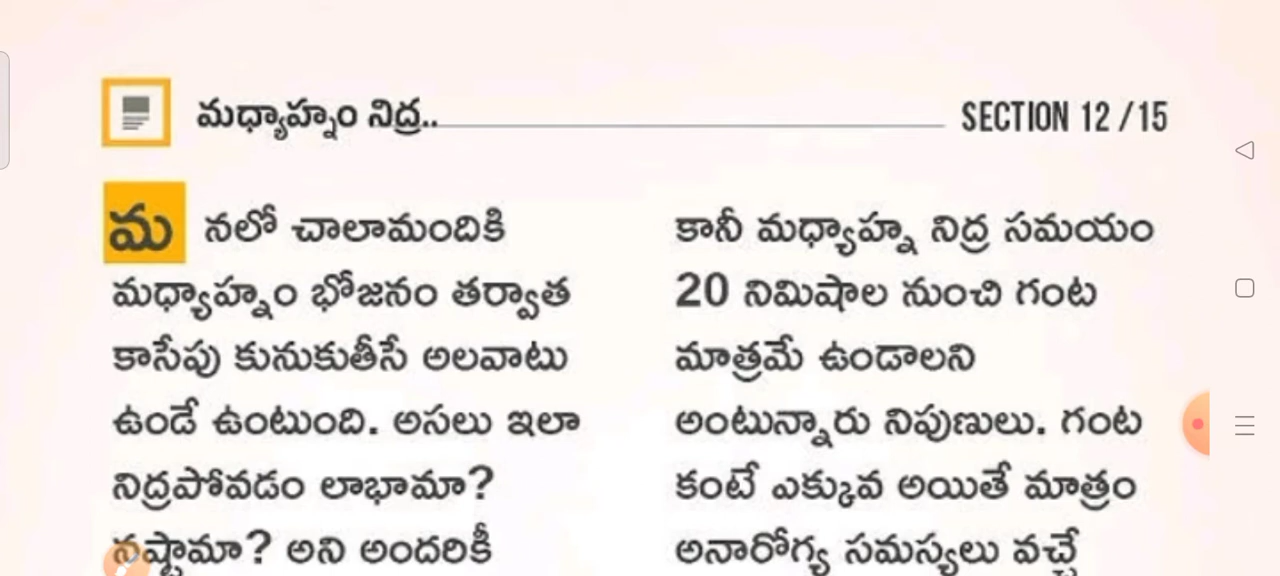 మధ్యాహ్నం నిద్ర..
SECTION 12 /15
మనలో చాలామందికి
మధ్యాహ్నం భోజనం తర్వాత
కాసేపు కునుకుతీసే అలవాటు
ఉండే ఉంటుంది. అసలు ఇలా
నిద్రపోవడం లాభామా?
నష్టామా? అని అందరికీ
కానీ మధ్యాహ్న నిద్ర సమయం
20 నిమిషాల నుంచి గంట
మాత్రమే ఉండాలని
అంటున్నారు నిపుణులు. గంట
కంటే ఎక్కువ అయితే మాత్రం
అనారోగ్య సమస్యలు వచ్చే